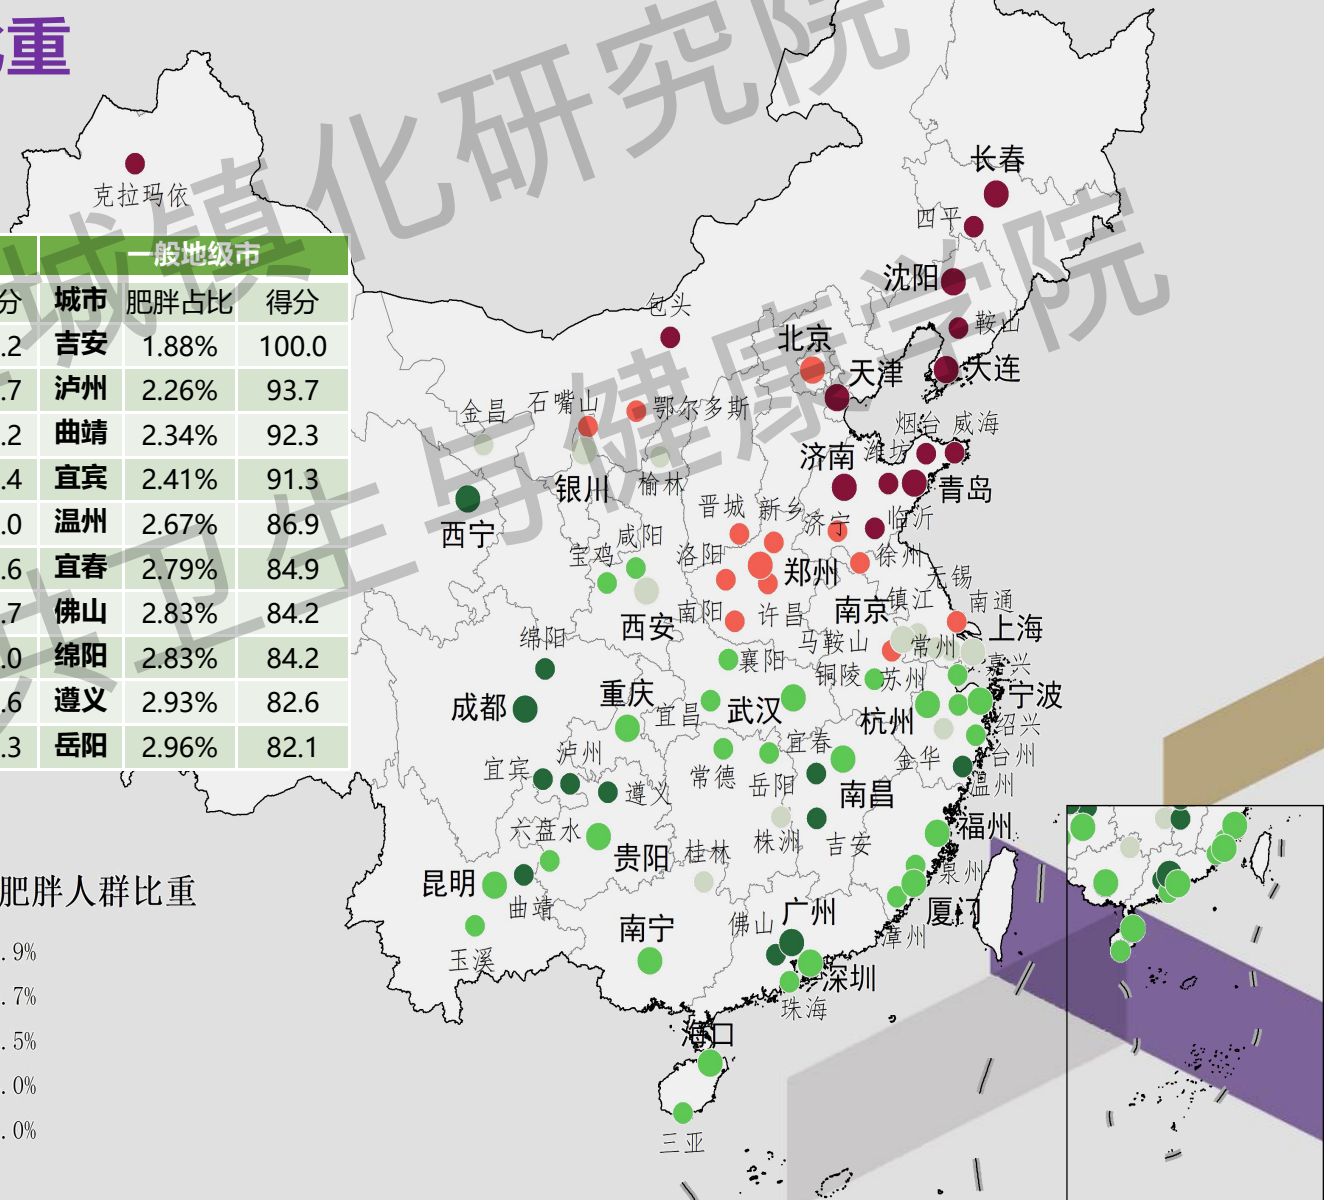 重
城镇化研究院
共卫生与健康学院
一般地级市
分 城市 肥胖占比 得分
.2 吉安 1.88% 100.0
.7 泸州 2.26% 93.7
.2 曲靖 2.34% 92.3
.4 宜宾 2.41% 91.3
.0 温州 2.67% 86.9
.6 宜春 2.79% 84.9
.7 佛山 2.83% 84.2
.0 绵阳 2.83% 84.2
.6 遵义 2.93% 82.6
.3 岳阳 2.96% 82.1
肥胖人群比重
.9%
.7%
.5%
.0%
.0%
克拉玛依
长春
四平
沈阳
鞍山
包头
北京
天津
大连
金昌
石嘴山
鄂尔多斯
烟台
威海
济南
潍坊
青岛
银川
榆林
西宁
晋城
新乡
济宁
临沂
咸阳
宝鸡
洛阳
郑州
徐州
无锡
西安
南阳
许昌
南京
镇江
南通
上海
绵阳
襄阳
马鞍山
常州
嘉兴
铜陵
苏州
成都
重庆
宜昌
武汉
杭州
宁波
绍兴
宜宾
泸州
遵义
常德
岳阳
宜春
南昌
金华
台州
温州
六盘水
贵阳
桂林
株洲
吉安
福州
昆明
曲靖
泉州
厦门
玉溪
南宁
佛山
广州
漳州
深圳
珠海
海口
三亚